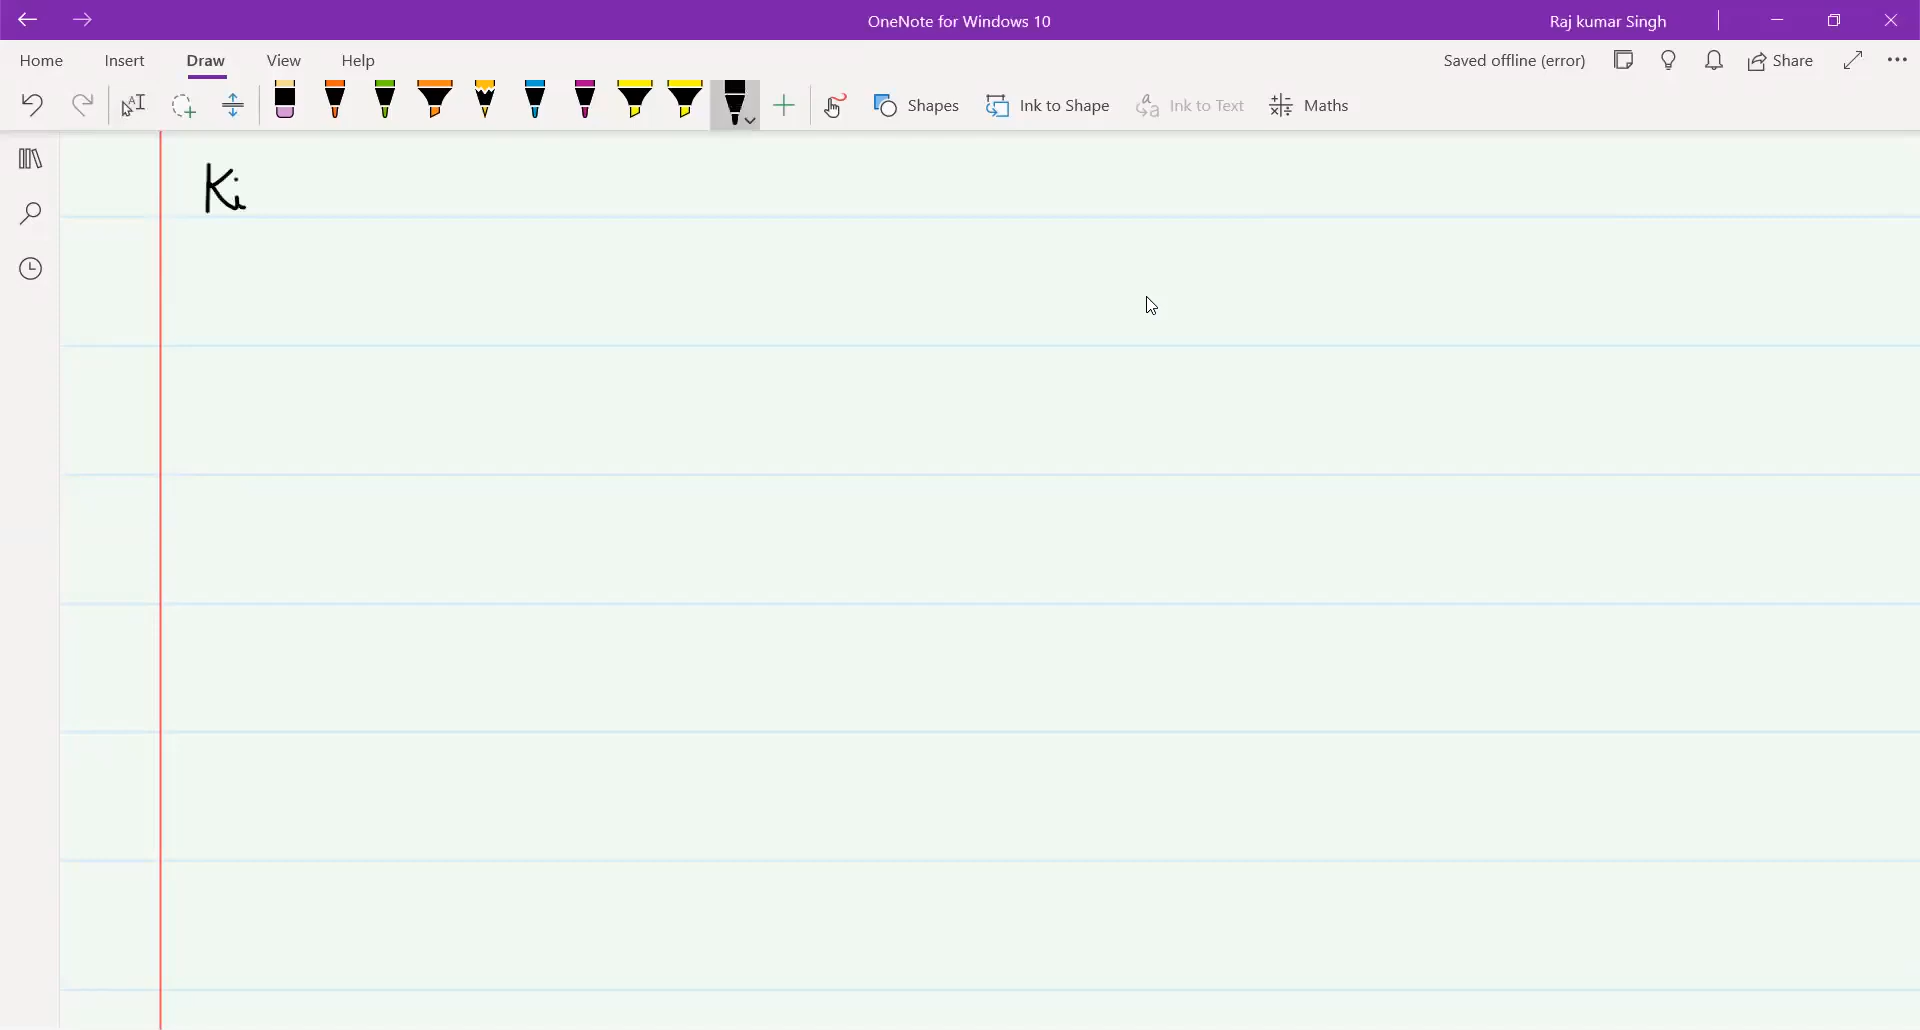 OneNote for Windows 10 Raj kumar Singh
Home Insert Draw View Help Saved offline (error) Share
Shapes Ink to Shape Ink to Text Maths
Ki